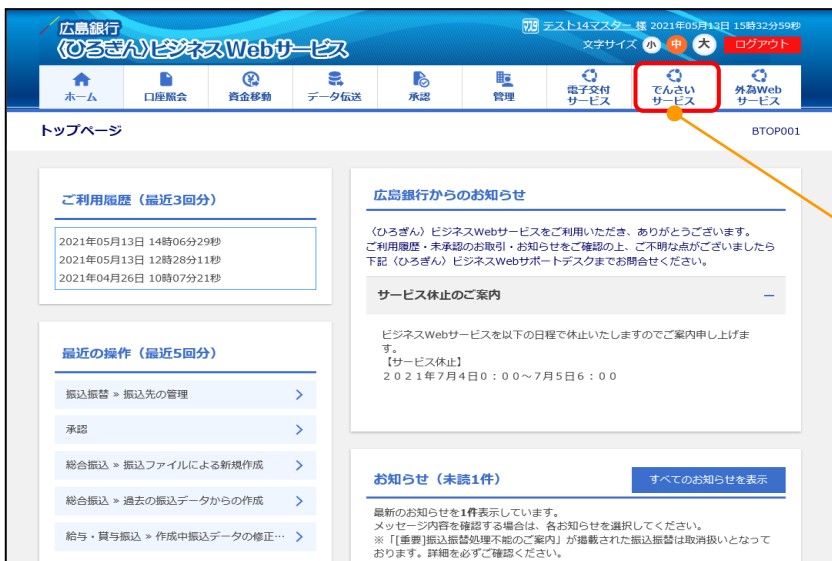 広島銀行
〈ひろぎん〉ビジネスWebサービス
テスト14マスター 様 2021年05月13日 15時32分59秒
文字サイズ 小 中 大 ログアウト
ホーム 口座照会 資金移動 データ伝送 承認 管理 電子交付サービス でんさいサービス 外為Webサービス
トップページ
BTOP001
ご利用履歴（最近3回分）
2021年05月13日 14時06分29秒
2021年05月13日 12時28分11秒
2021年04月26日 10時07分21秒
最近の操作（最近5回分）
振込振替 » 振込先の管理
承認
総合振込 » 振込ファイルによる新規作成
総合振込 » 過去の振込データからの作成
給与・賞与振込 » 作成中振込データの修正…
広島銀行からのお知らせ
〈ひろぎん〉ビジネスWebサービスをご利用いただき、ありがとうございます。
ご利用履歴・未承認のお取引・お知らせをご確認の上、ご不明な点がございましたら
下記〈ひろぎん〉ビジネスWebサポートデスクまでお問合せください。
サービス休止のご案内
ビジネスWebサービスを以下の日程で休止いたしますのでご案内申し上げま
す。
【サービス休止】
２０２１年７月４日０：００～７月５日６：００
お知らせ（未読1件）
すべてのお知らせを表示
最新のお知らせを1件表示しています。
メッセージ内容を確認する場合は、各お知らせを選択してください。
※「[重要]振込振替処理不能のご案内」が掲載された振込振替は取消扱いとなって
おります。詳細を必ずご確認ください。